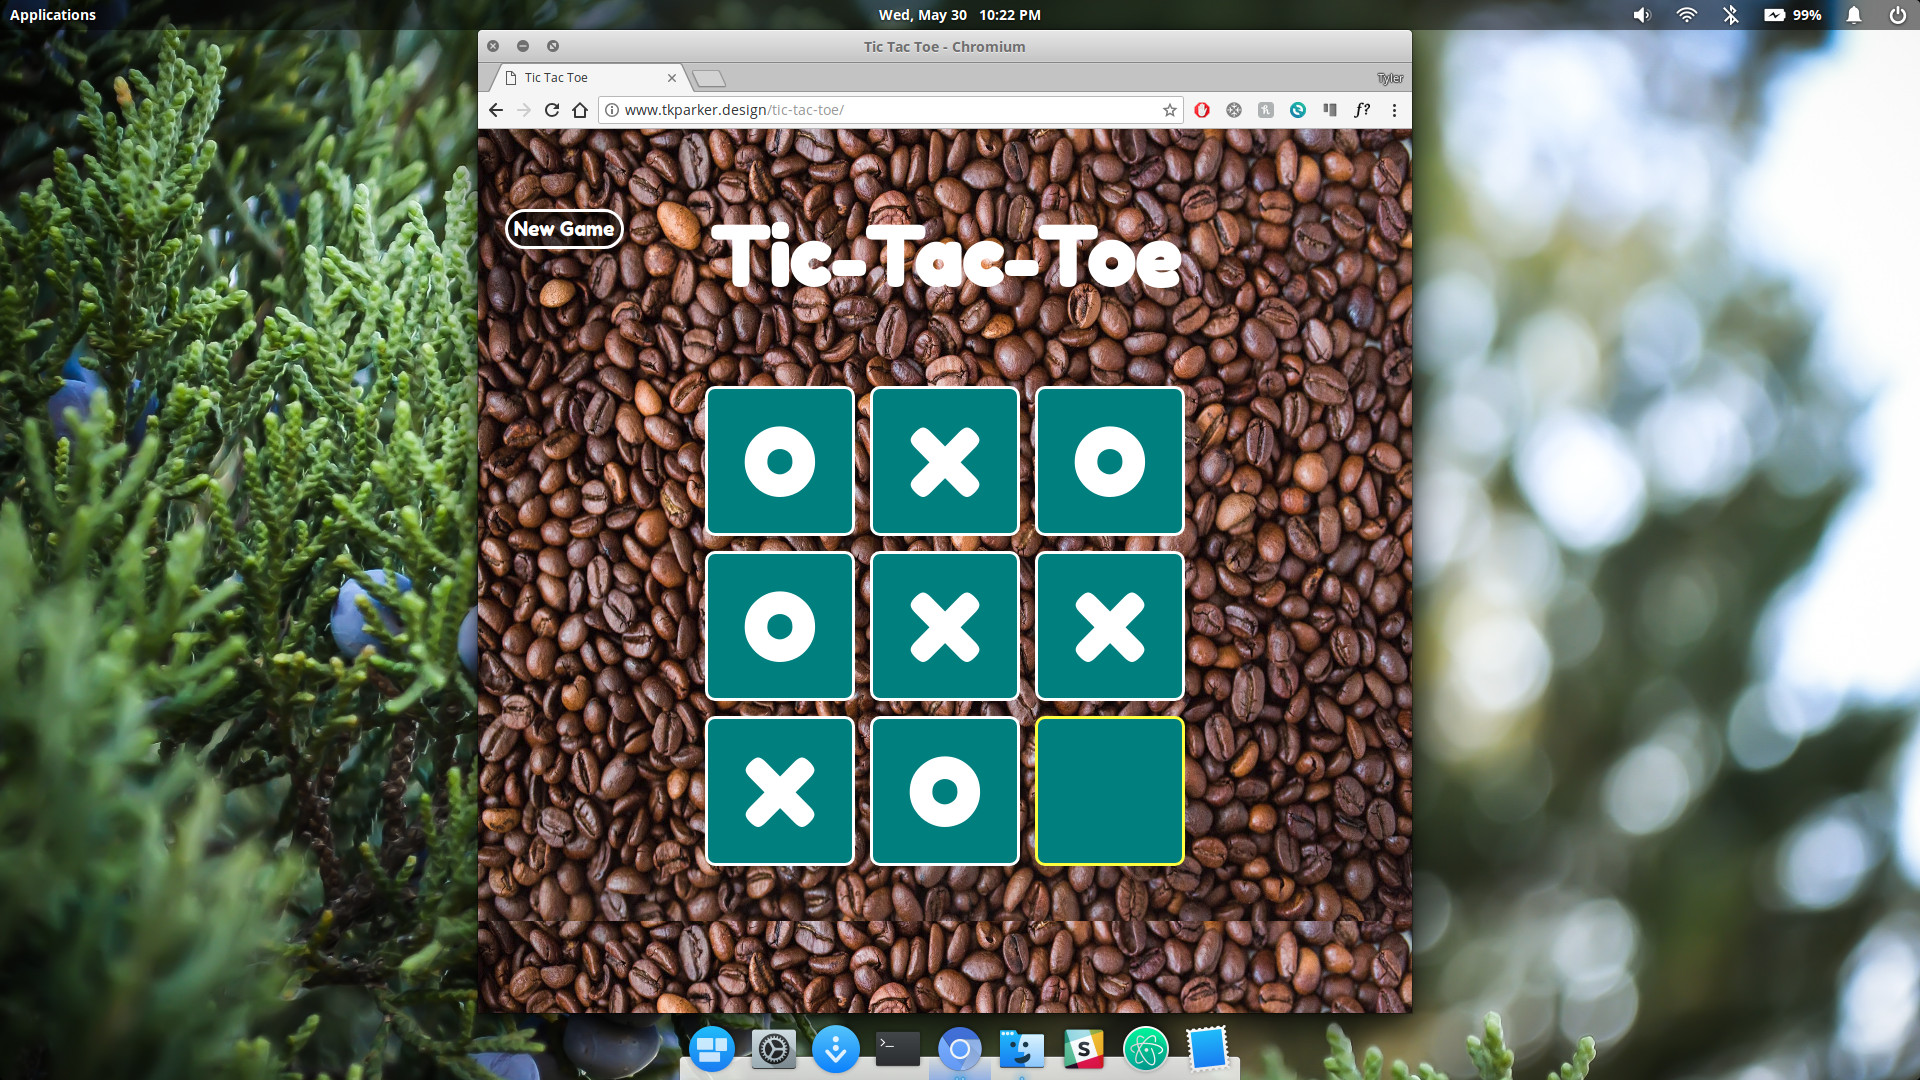 Applications
Wed, May 30 10:22 PM
99%
Tic Tac Toe - Chromium
Tic Tac Toe
Tyler
www.tkparker.design/tic-tac-toe/
f?
New Game
Tic-Tac-Toe
O X O
O X X
X O
>_
S